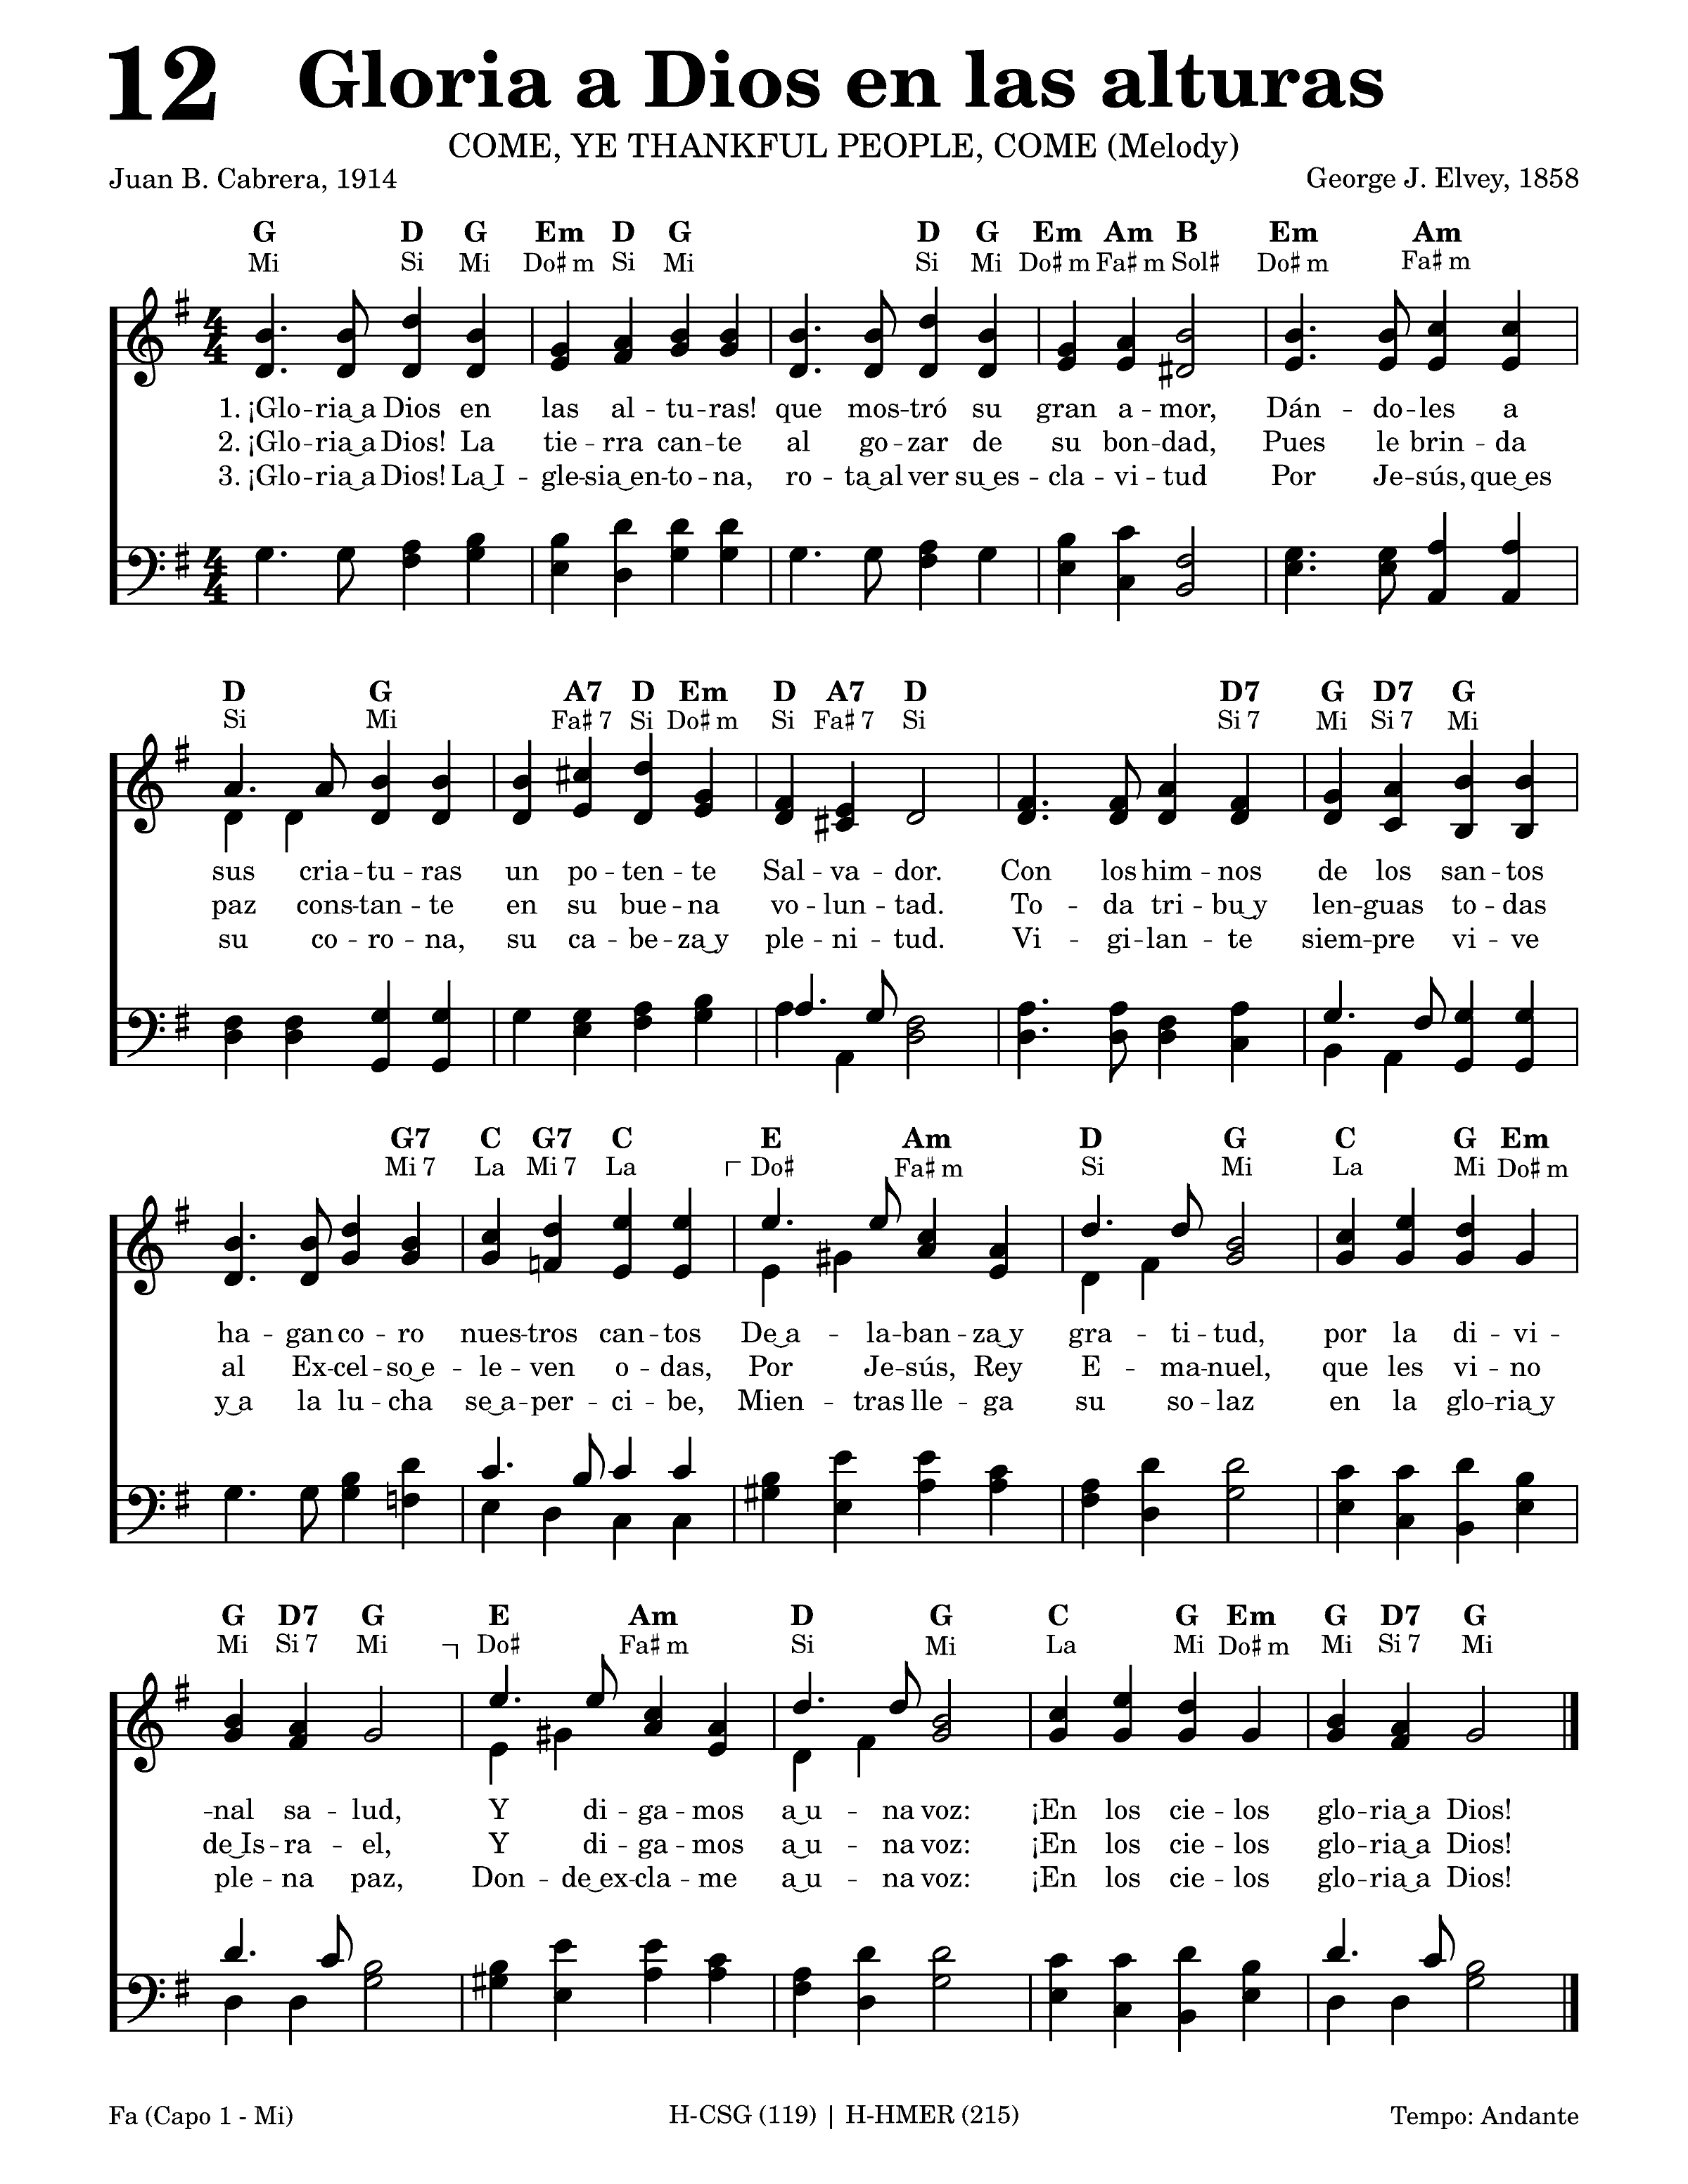 12 Gloria a Dios en las alturas
COME, YE THANKFUL PEOPLE, COME (Melody)
Juan B. Cabrera, 1914 George J. Elvey, 1858
G D G Em D G D G Em Am B Em Am
Mi Si Mi Do♯m Si Mi Si Mi Do♯m Fa♯m Sol♯ Do♯m Fa♯m
1. ¡Glo - ria‿a Dios en las al - tu - ras! que mos - tró su gran a - mor, Dán - do - les a
2. ¡Glo - ria‿a Dios! La tie - rra can - te al go - zar de su bon - dad, Pues le brin - da
3. ¡Glo - ria‿a Dios! La‿I - gle - sia‿en - to - na, ro - ta‿al ver su‿es - cla - vi - tud Por Je - sús, que‿es
D G A7 D Em D A7 D D7 G D7 G
Si Mi Fa♯7 Si Do♯m Si Fa♯7 Si Si 7 Mi Si 7 Mi
sus cria - tu - ras un po - ten - te Sal - va - dor. Con los him - nos de los san - tos
paz cons - tan - te en su bue - na vo - lun - tad. To - da tri - bu‿y len - guas to - das
su co - ro - na, su ca - be - za‿y ple - ni - tud. Vi - gi - lan - te siem - pre vi - ve
G7 C G7 C E Am D G C G Em
Mi 7 La Mi 7 La Do♯ Fa♯m Si Mi La Mi Do♯m
ha - gan co - ro nues - tros can - tos De‿a - la - ban - za‿y gra - ti - tud, por la di - vi -
al Ex - cel - so‿e - le - ven o - das, Por Je - sús, Rey E - ma - nuel, que les vi - no
y‿a la lu - cha se‿a - per - ci - be, Mien - tras lle - ga su so - laz en la glo - ria‿y
G D7 G E Am D G C G Em G D7 G
Mi Si 7 Mi Do♯ Fa♯m Si Mi La Mi Do♯m Mi Si 7 Mi
-nal sa - lud, Y di - ga - mos a‿u - na voz: ¡En los cie - los glo - ria‿a Dios!
de‿Is - ra - el, Y di - ga - mos a‿u - na voz: ¡En los cie - los glo - ria‿a Dios!
ple - na paz, Don - de‿ex - cla - me a‿u - na voz: ¡En los cie - los glo - ria‿a Dios!
Fa (Capo 1 - Mi) H-CSG (119) | H-HMER (215) Tempo: Andante